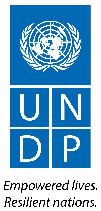 U N
D P
Empowered lives.
Resilient nations.